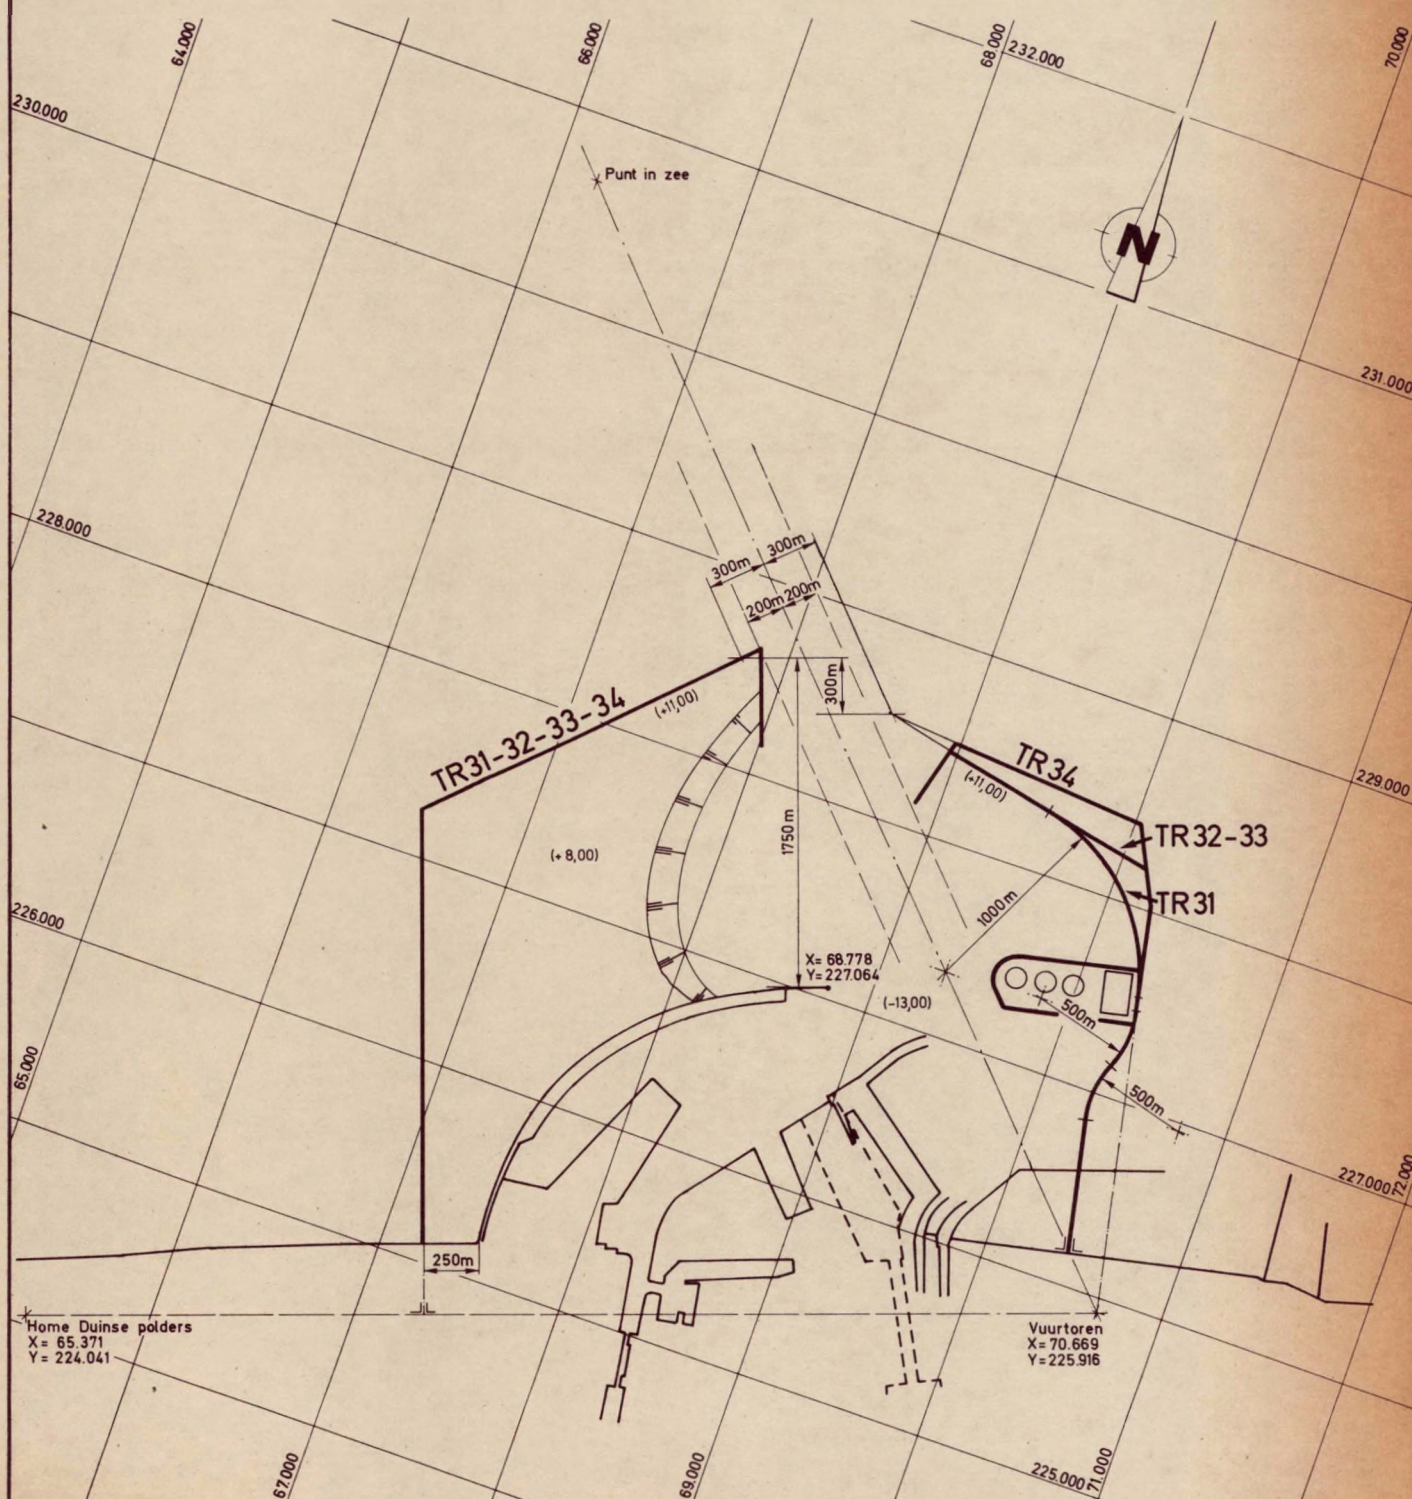 64.000
66.000
68.000
232.000
70.000
230.000
Punt in zee
N
231.000
228.000
300m
300m
200m
200m
300m
TR31-32-33-34
(+11,00)
TR34
(+11,00)
229.000
1750m
TR32-33
(+8,00)
TR31
1000m
226.000
X= 68.778
Y= 227.064
(-13,00)
500m
65.000
500m
227.000
72.000
250m
Home Duinse polders
X= 65.371
Y= 224.041
Vuurtoren
X= 70.669
Y= 225.916
67.000
69.000
225.000
71.000